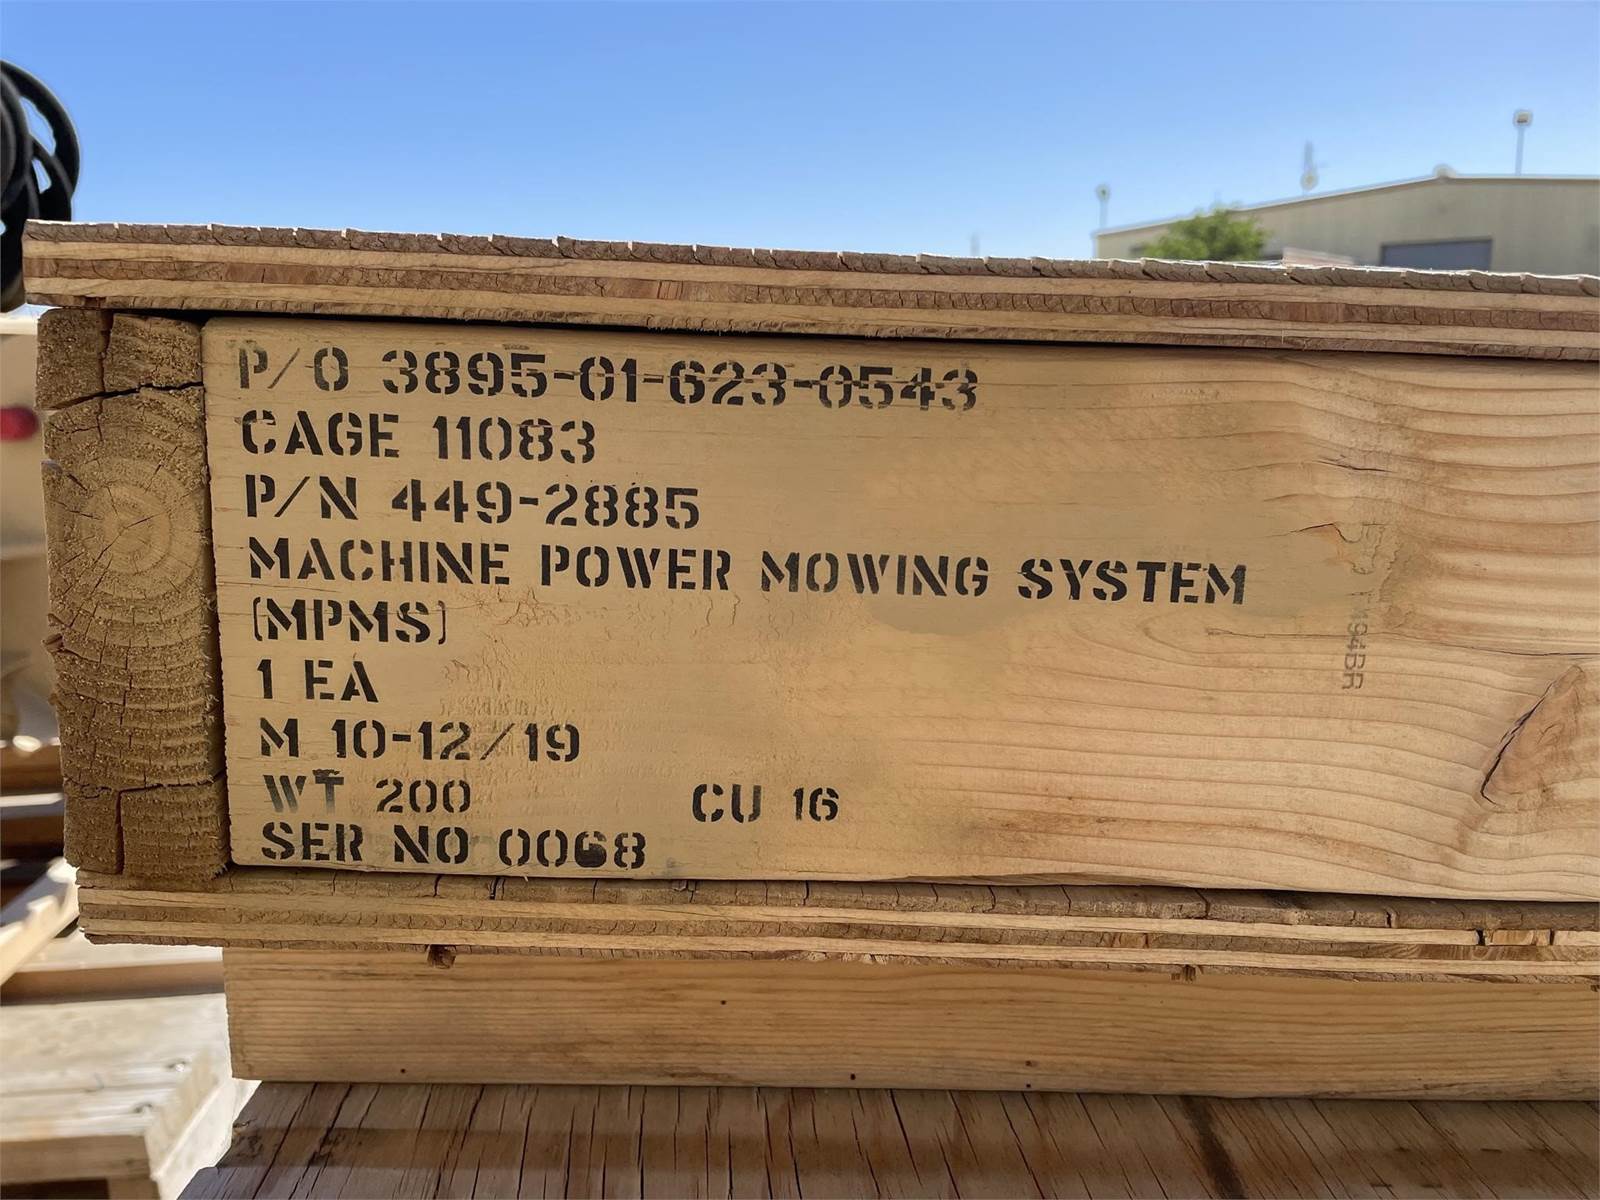 P/O 3895-01-623-0543
CAGE 11083
P/N 449-2885
MACHINE POWER MOWING SYSTEM
(MPMS)
1 EA
M 10-12/19
WT 200 CU 16
SER NO 0068